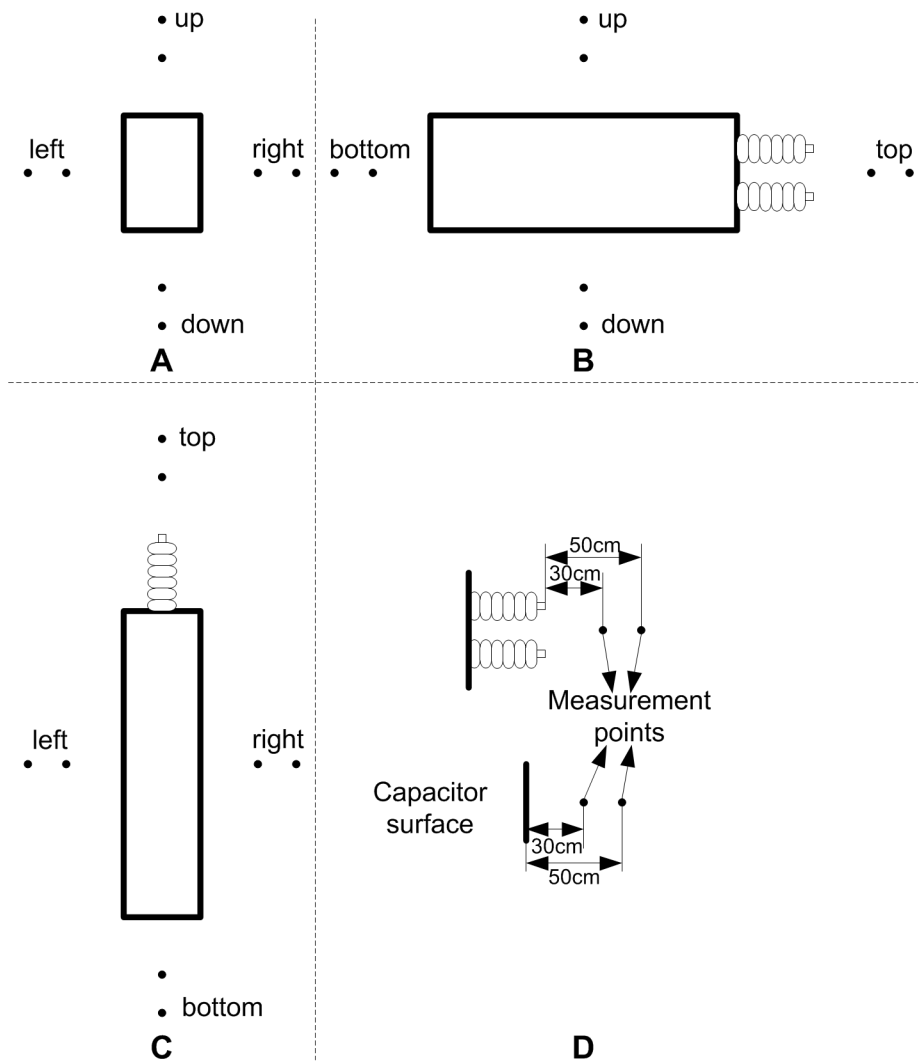 up
left
right
down
A
up
bottom
top
down
B
top
left
right
bottom
C
50cm
30cm
Measurement
points
Capacitor
surface
30cm
50cm
D